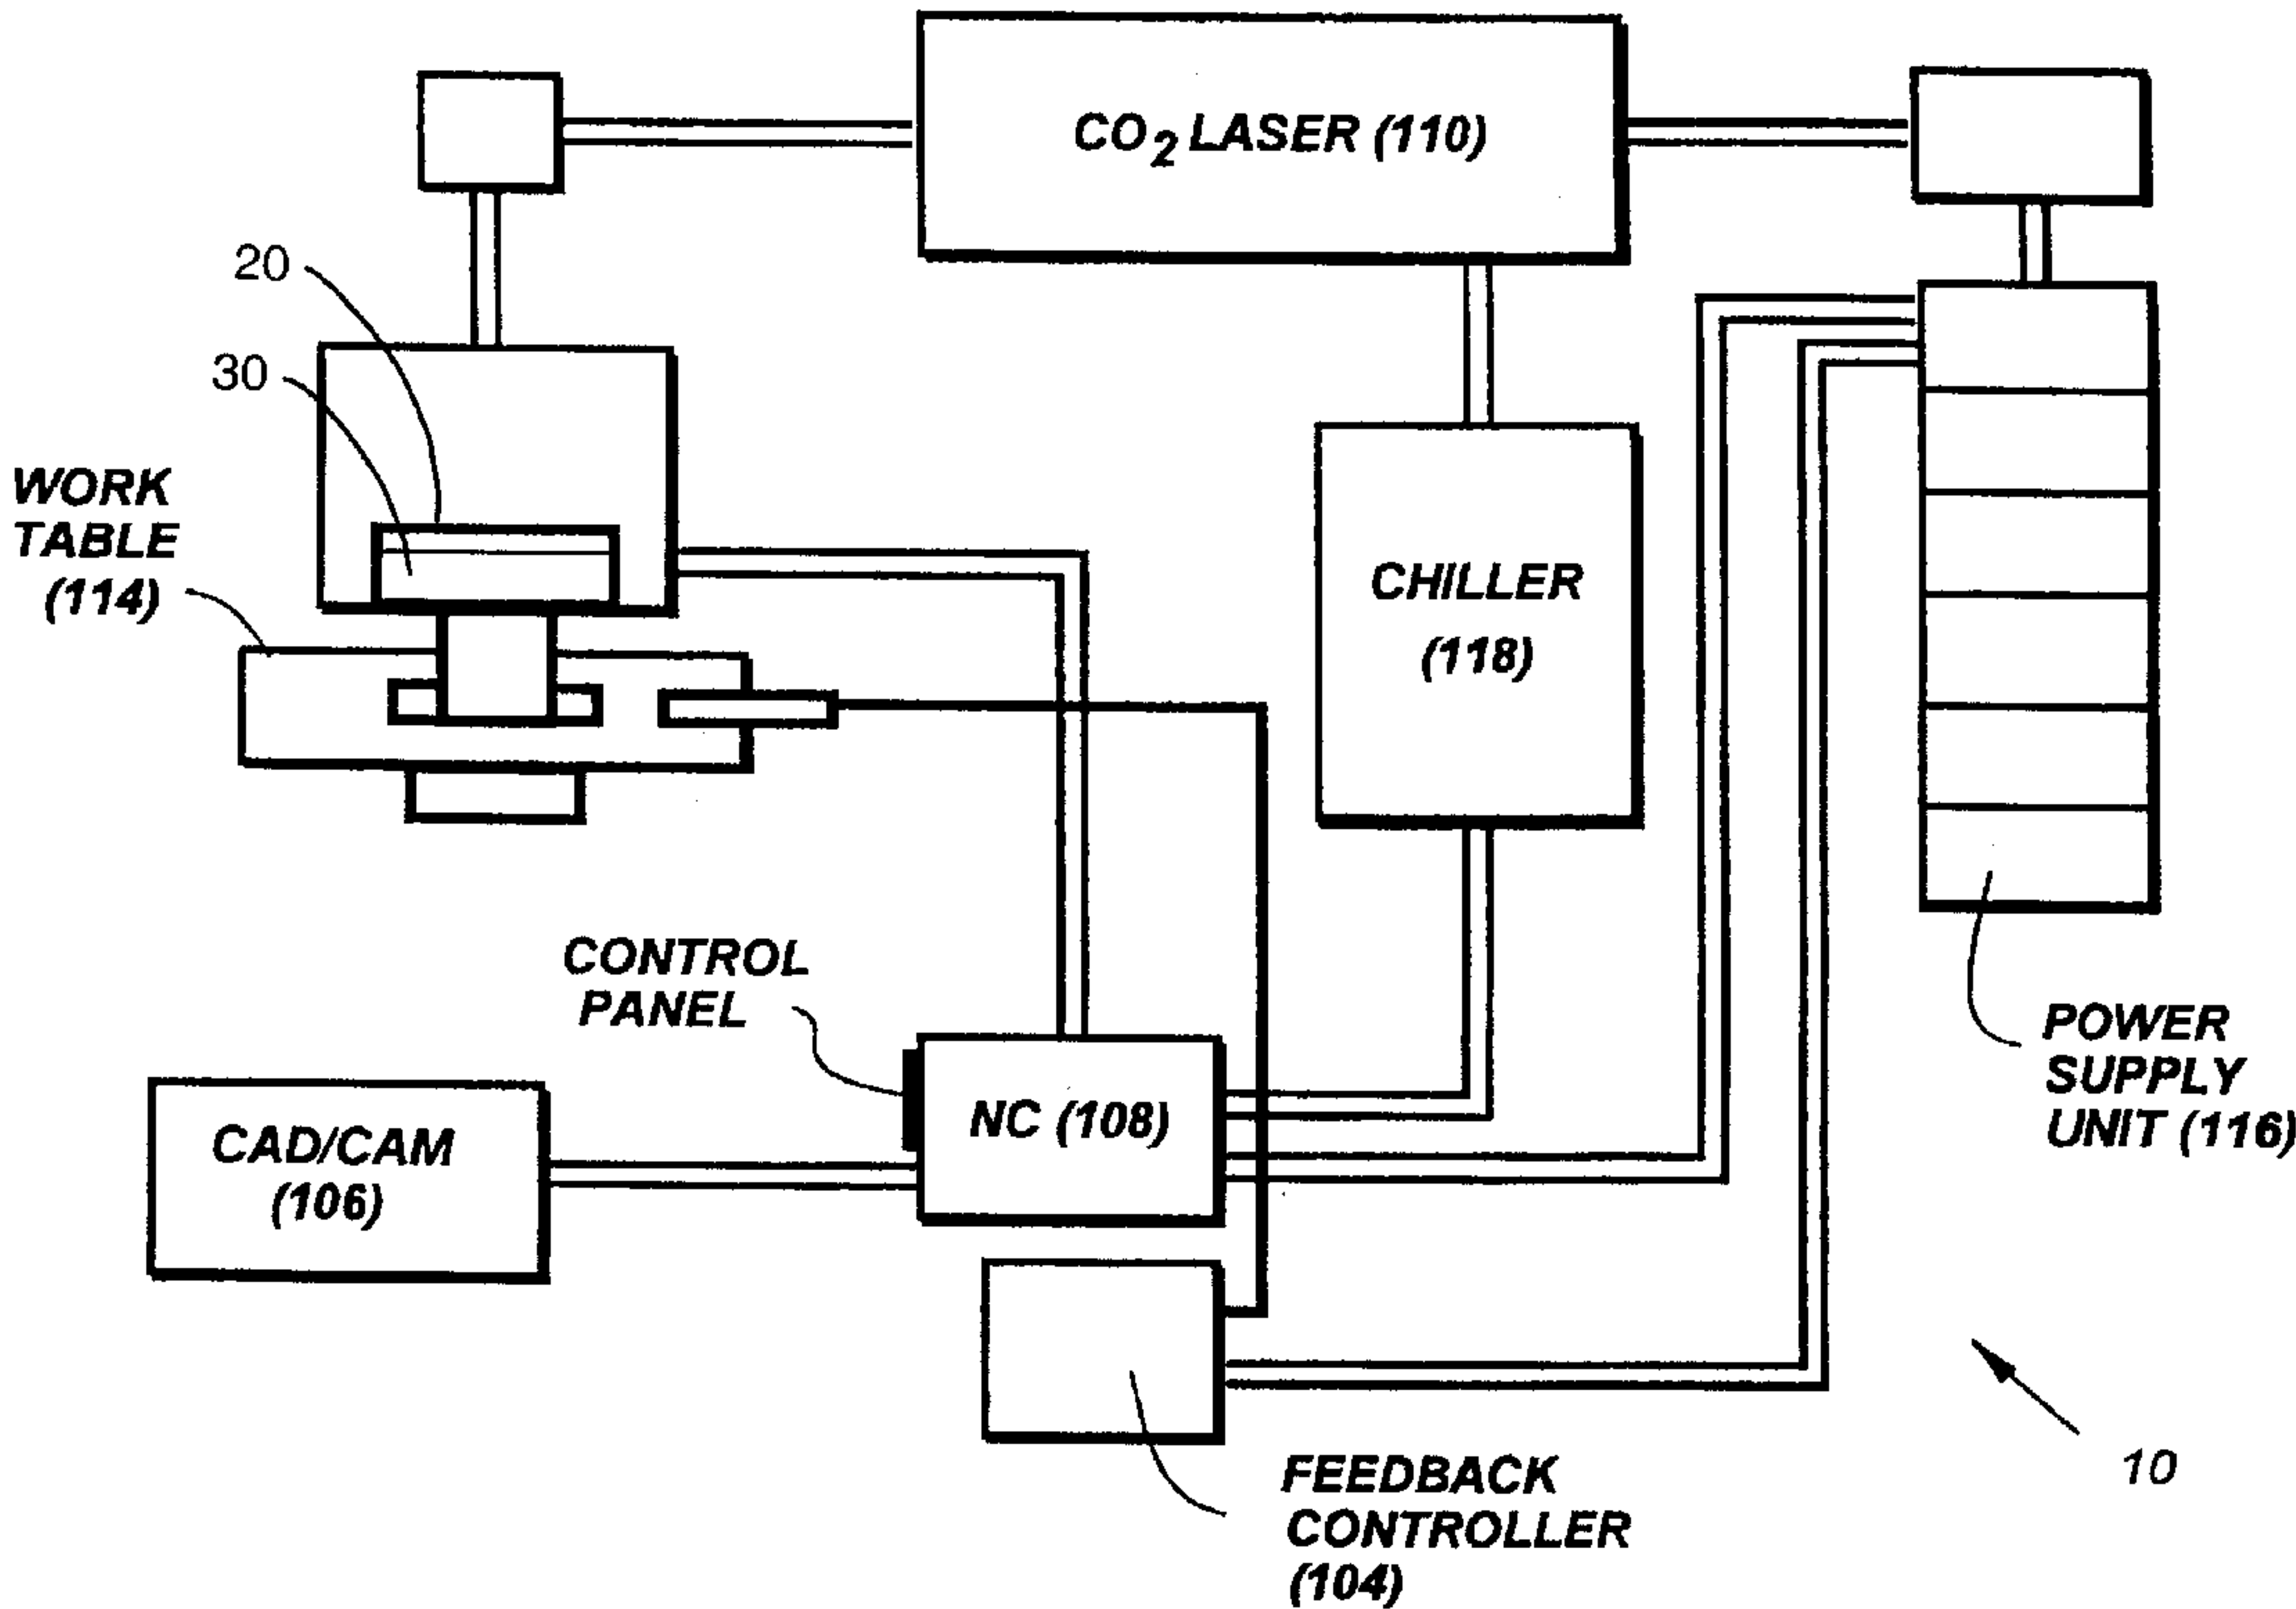 CO2 LASER (110)
20
30
WORK
TABLE
(114)
CHILLER
(118)
CONTROL
PANEL
POWER
SUPPLY
UNIT (116)
NC (108)
CAD/CAM
(106)
10
FEEDBACK
CONTROLLER
(104)